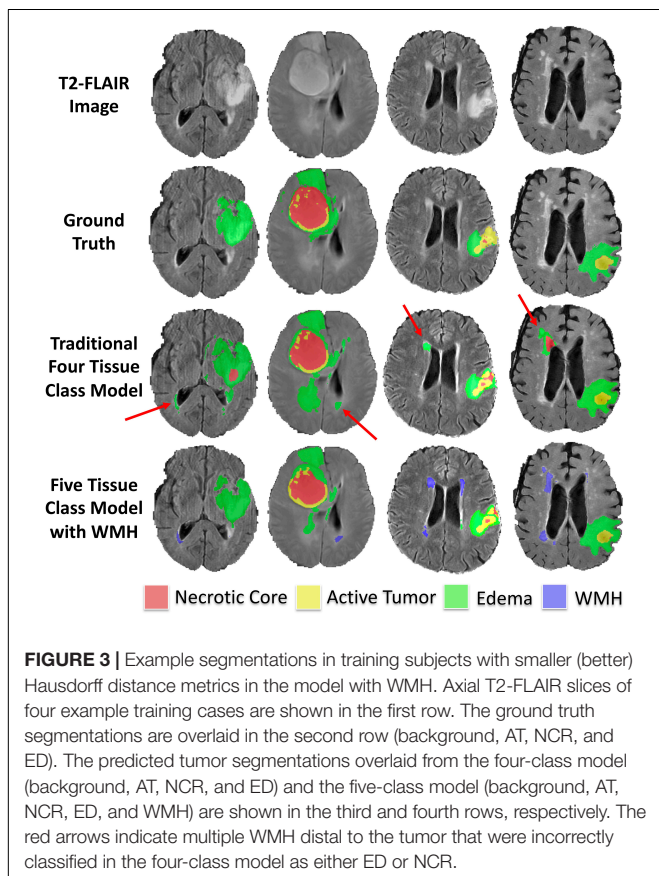 T2-FLAIR
Image
Ground
Truth
Traditional
Four Tissue
Class Model
Five Tissue
Class Model
with WMH
Necrotic Core
Active Tumor
Edema
WMH
FIGURE 3 | Example segmentations in training subjects with smaller (better)
Hausdorff distance metrics in the model with WMH. Axial T2-FLAIR slices of
four example training cases are shown in the first row. The ground truth
segmentations are overlaid in the second row (background, AT, NCR, and
ED). The predicted tumor segmentations overlaid from the four-class model
(background, AT, NCR, and ED) and the five-class model (background, AT,
NCR, ED, and WMH) are shown in the third and fourth rows, respectively. The
red arrows indicate multiple WMH distal to the tumor that were incorrectly
classified in the four-class model as either ED or NCR.